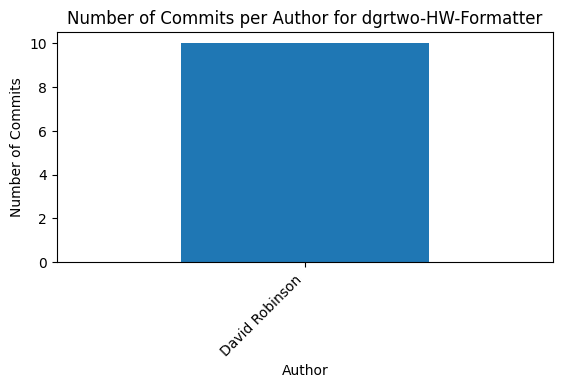 Number of Commits per Author for dgrtwo-HW-Formatter
Number of Commits
10
8
6
4
2
0
David Robinson
Author